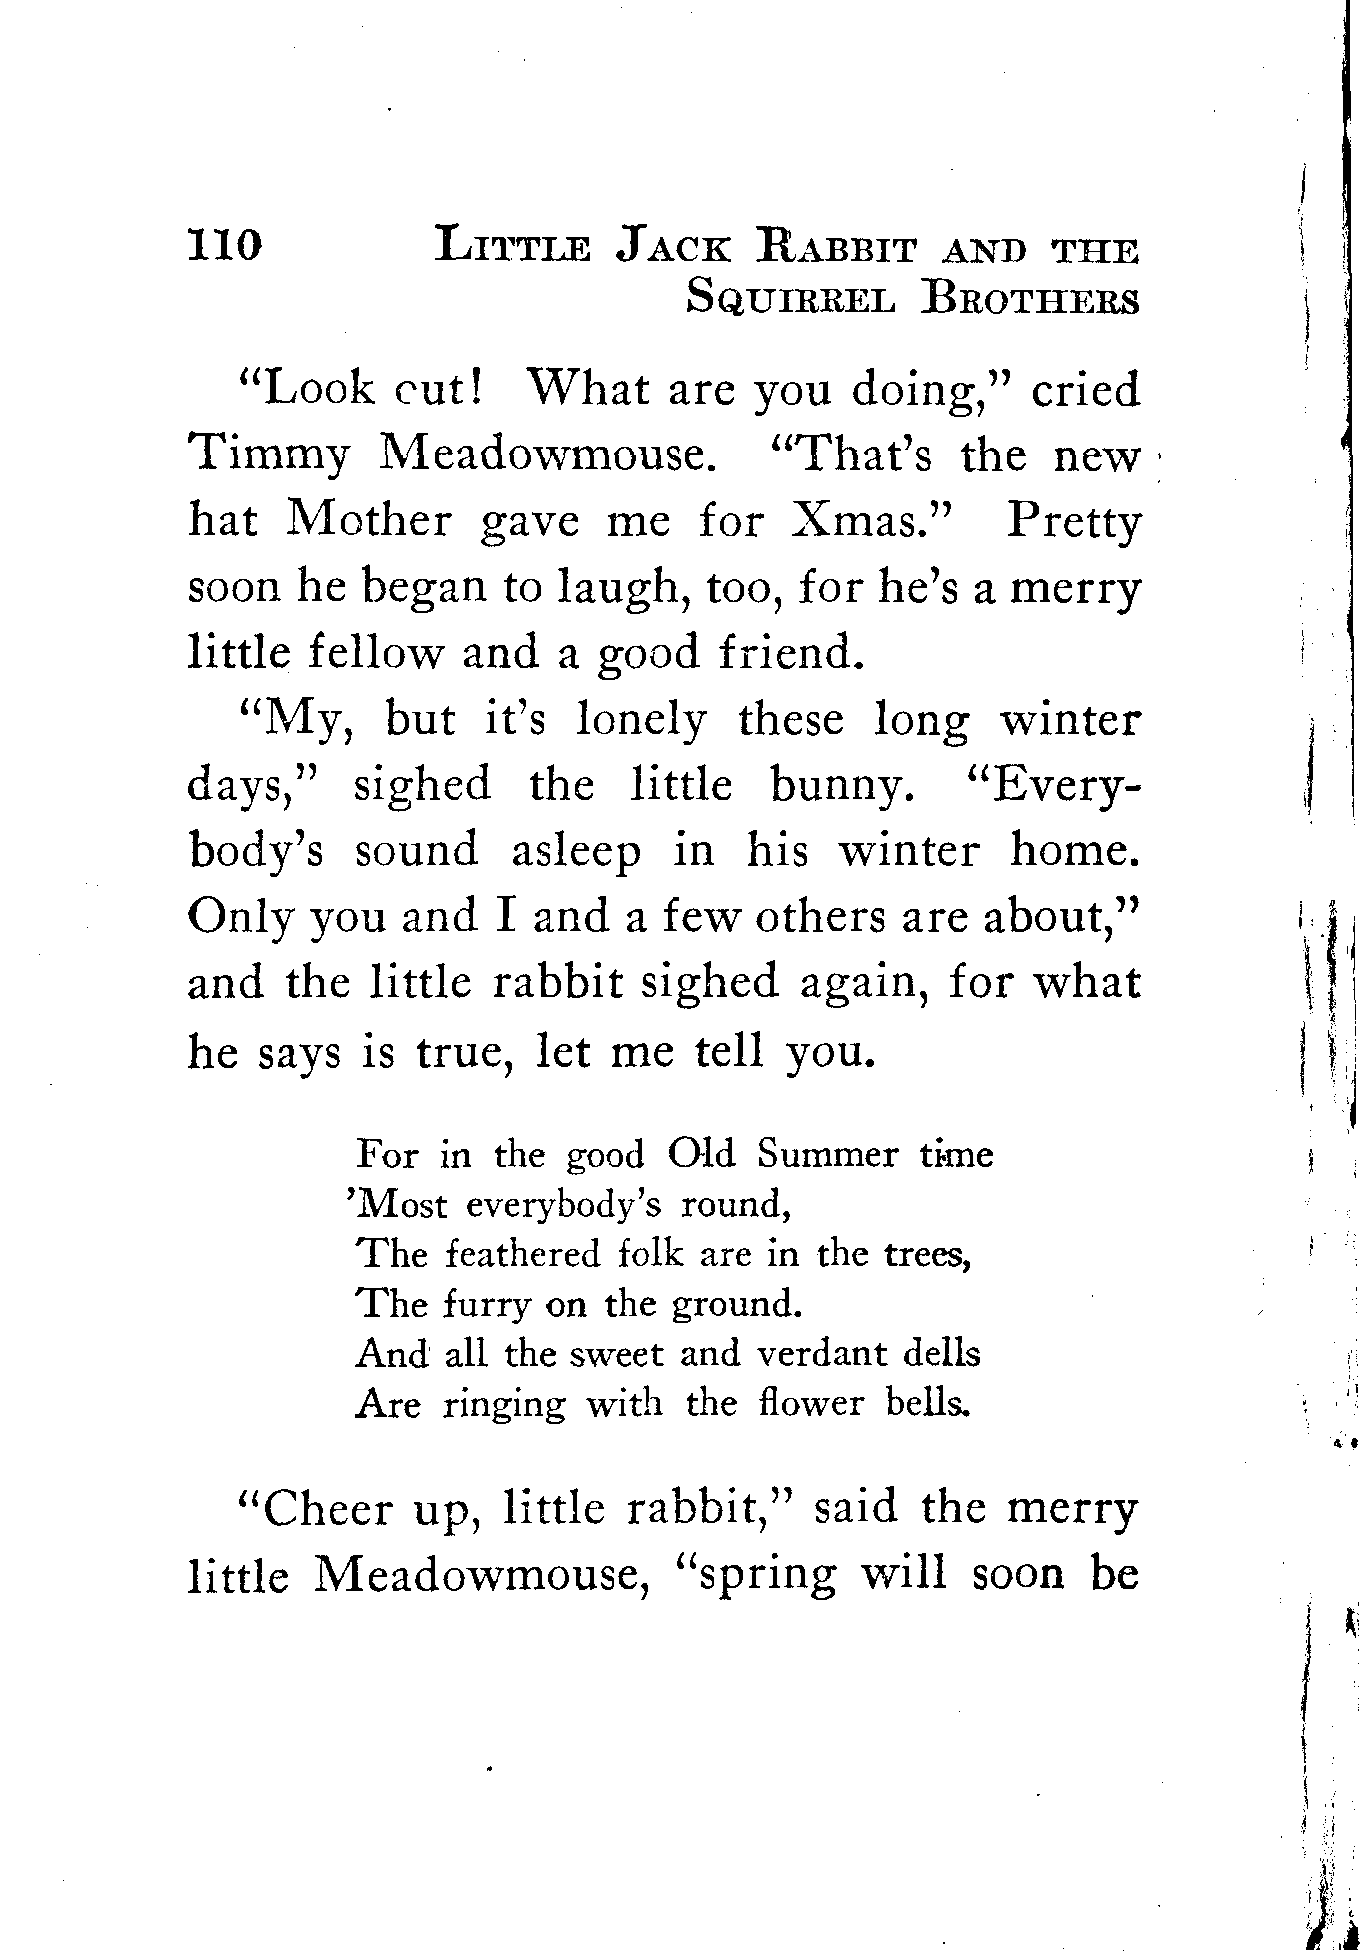 110 LITTLE JACK RABBIT AND THE
SQUIRREL BROTHERS
“Look out! What are you doing,” cried
Timmy Meadowmouse. “That’s the new
hat Mother gave me for Xmas.” Pretty
soon he began to laugh, too, for he’s a merry
little fellow and a good friend.
“My, but it’s lonely these long winter
days,” sighed the little bunny. “Every-
body’s sound asleep in his winter home.
Only you and I and a few others are about,”
and the little rabbit sighed again, for what
he says is true, let me tell you.
For in the good Old Summer time
’Most everybody’s round,
The feathered folk are in the trees,
The furry on the ground.
And all the sweet and verdant dells
Are ringing with the flower bells.
“Cheer up, little rabbit,” said the merry
little Meadowmouse, “spring will soon be